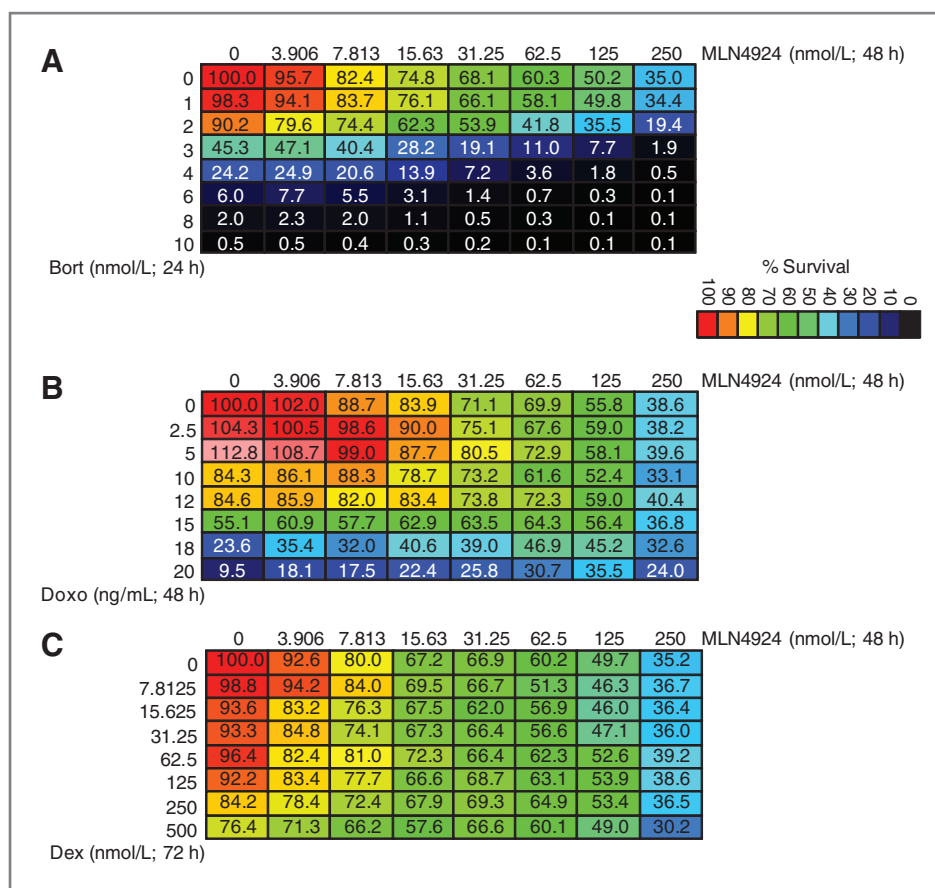 A
0 3.906 7.813 15.63 31.25 62.5 125 250 MLN4924 (nmol/L; 48 h)
0 100.0 95.7 82.4 74.8 68.1 60.3 50.2 35.0
1 98.3 94.1 83.7 76.1 66.1 58.1 49.8 34.4
2 90.2 79.6 74.4 62.3 53.9 41.8 35.5 19.4
3 45.3 47.1 40.4 28.2 19.1 11.0 7.7 1.9
4 24.2 24.9 20.6 13.9 7.2 3.6 1.8 0.5
6 6.0 7.7 5.5 3.1 1.4 0.7 0.3 0.1
8 2.0 2.3 2.0 1.1 0.5 0.3 0.1 0.1
10 0.5 0.5 0.4 0.3 0.2 0.1 0.1 0.1
Bort (nmol/L; 24 h)
% Survival
100 90 80 70 60 50 40 30 20 10 0
B
0 3.906 7.813 15.63 31.25 62.5 125 250 MLN4924 (nmol/L; 48 h)
0 100.0 102.0 88.7 83.9 71.1 69.9 55.8 38.6
2.5 104.3 100.5 98.6 90.0 75.1 67.6 59.0 38.2
5 112.8 108.7 99.0 87.7 80.5 72.9 58.1 39.6
10 84.3 86.1 88.3 78.7 73.2 61.6 52.4 33.1
12 84.6 85.9 82.0 83.4 73.8 72.3 59.0 40.4
15 55.1 60.9 57.7 62.9 63.5 64.3 56.4 36.8
18 23.6 35.4 32.0 40.6 39.0 46.9 45.2 32.6
20 9.5 18.1 17.5 22.4 25.8 30.7 35.5 24.0
Doxo (ng/mL; 48 h)
C
0 3.906 7.813 15.63 31.25 62.5 125 250 MLN4924 (nmol/L; 48 h)
0 100.0 92.6 80.0 67.2 66.9 60.2 49.7 35.2
7.8125 98.8 94.2 84.0 69.5 66.7 51.3 46.3 36.7
15.625 93.6 83.2 76.3 67.5 62.0 56.9 46.0 36.4
31.25 93.3 84.8 74.1 67.3 66.4 56.6 47.1 36.0
62.5 96.4 82.4 81.0 72.3 66.4 62.3 52.6 39.2
125 92.2 83.4 77.7 66.6 68.7 63.1 53.9 38.6
250 84.2 78.4 72.4 67.9 69.3 64.9 53.4 36.5
500 76.4 71.3 66.2 57.6 66.6 60.1 49.0 30.2
Dex (nmol/L; 72 h)